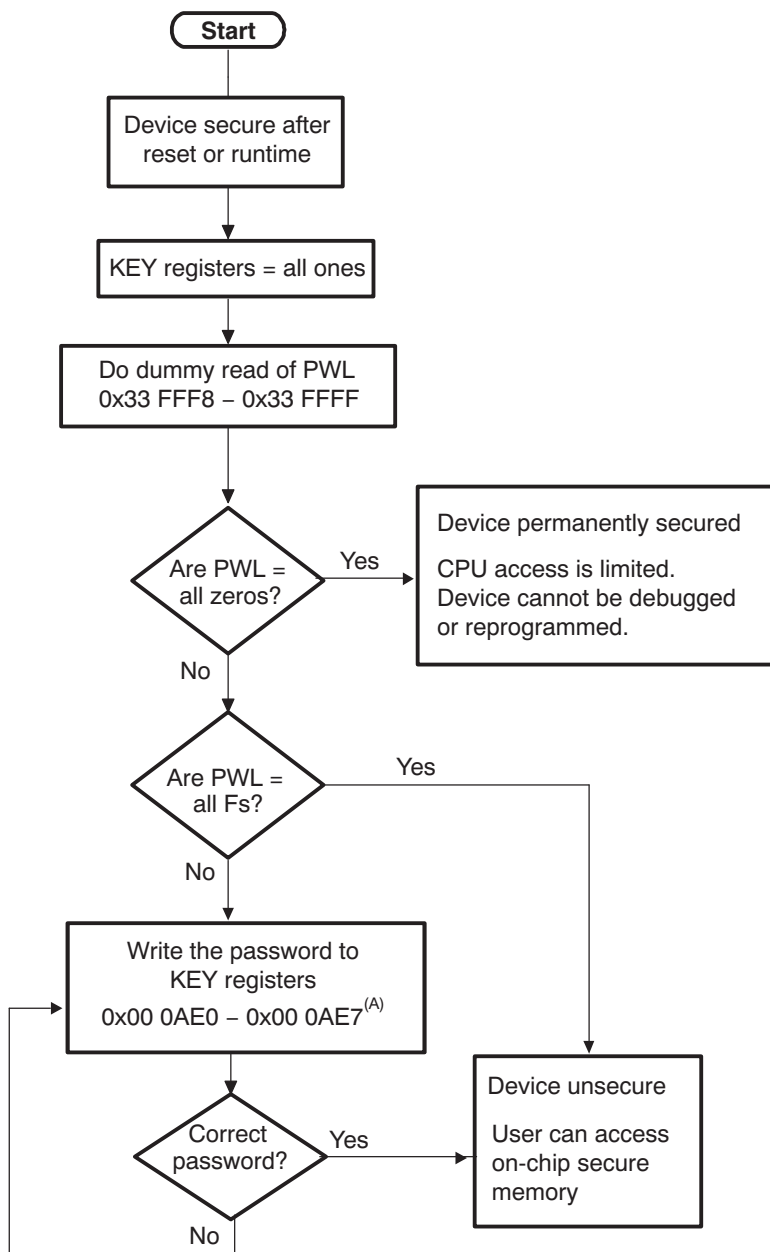 Start
Device secure after
reset or runtime
KEY registers = all ones
Do dummy read of PWL
0x33 FFF8 − 0x33 FFFF
Are PWL =
all zeros?
Yes
Device permanently secured
CPU access is limited.
Device cannot be debugged
or reprogrammed.
No
Are PWL =
all Fs?
Yes
No
Write the password to
KEY registers
0x00 0AE0 − 0x00 0AE7(A)
Correct
password?
Yes
Device unsecure
User can access
on-chip secure
memory
No